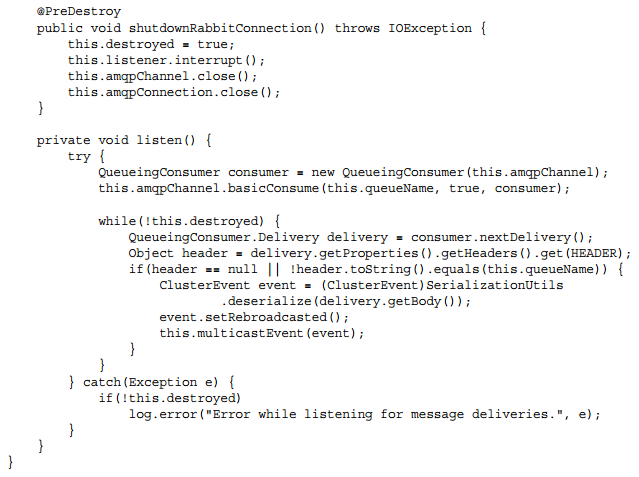 @PreDestroy
    public void shutdownRabbitConnection() throws IOException {
        this.destroyed = true;
        this.listener.interrupt();
        this.amqpChannel.close();
        this.amqpConnection.close();
    }

    private void listen() {
        try {
            QueueingConsumer consumer = new QueueingConsumer(this.amqpChannel);
            this.amqpChannel.basicConsume(this.queueName, true, consumer);

            while(!this.destroyed) {
                QueueingConsumer.Delivery delivery = consumer.nextDelivery();
                Object header = delivery.getProperties().getHeaders().get(HEADER);
                if(header == null || !header.toString().equals(this.queueName)) {
                    ClusterEvent event = (ClusterEvent)SerializationUtils
                            .deserialize(delivery.getBody());
                    event.setRebroadcasted();
                    this.multicastEvent(event);
                }
            }
        } catch(Exception e) {
            if(!this.destroyed)
                log.error("Error while listening for message deliveries.", e);
        }
    }
}